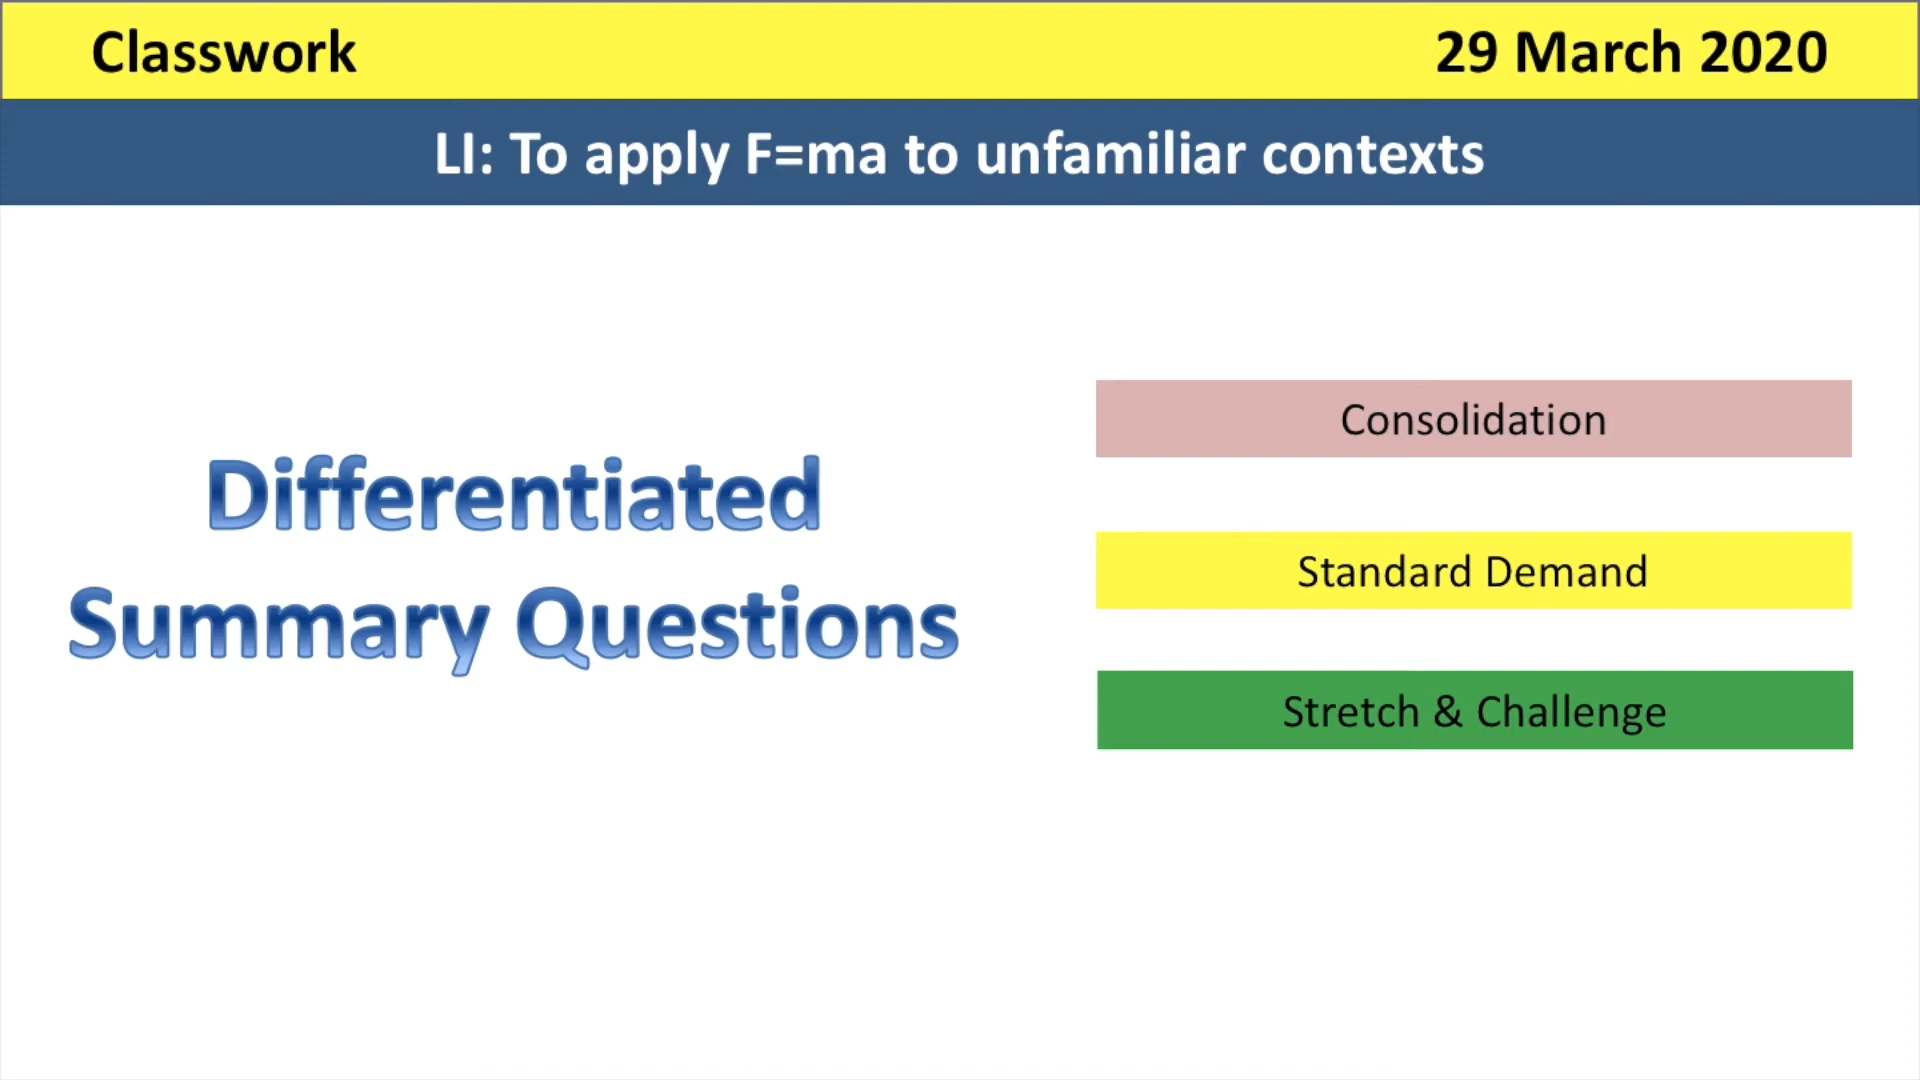 Classwork
29 March 2020
LI: To apply F=ma to unfamiliar contexts
Differentiated
Summary Questions
Consolidation
Standard Demand
Stretch & Challenge